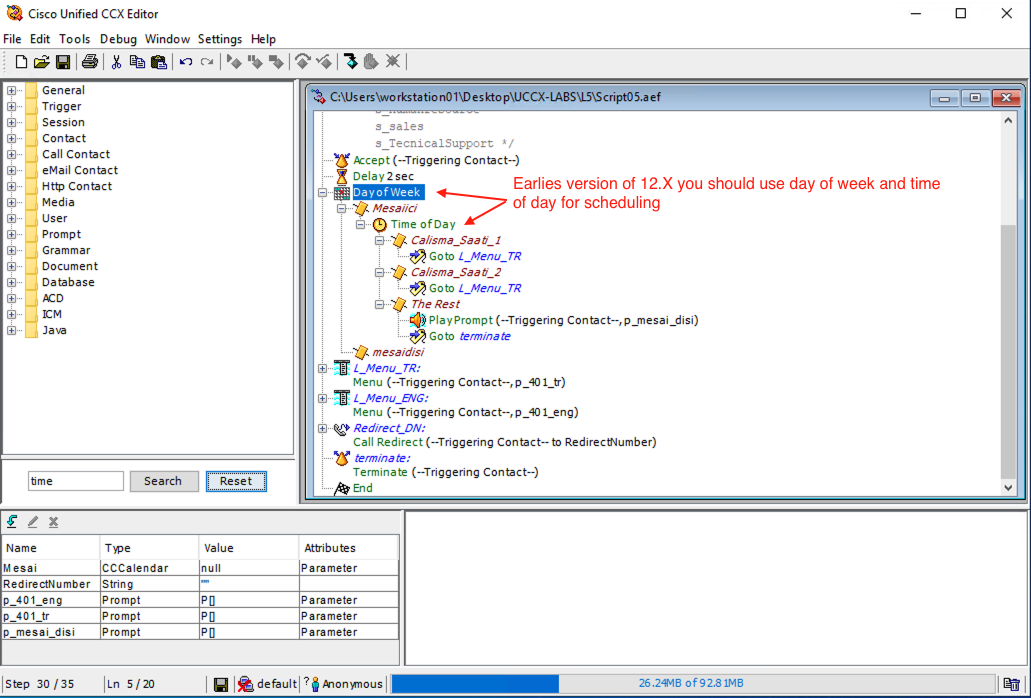 Cisco Unified CCX Editor
File Edit Tools Debug Window Settings Help
General
Trigger
Session
Contact
Call Contact
eMail Contact
Http Contact
Media
User
Prompt
Grammar
Document
Database
ACD
ICM
Java
time
Search
Reset
C:\Users\workstation01\Desktop\UCCX-LABS\L5\Script05.aef
s_sales
s_TecnicalSupport */
Accept (--Triggering Contact--)
Delay 2 sec
Day of Week
Earlies version of 12.X you should use day of week and time
of day for scheduling
Mesaiici
Time of Day
Calisma_Saati_1
Goto L_Menu_TR
Calisma_Saati_2
Goto L_Menu_TR
The Rest
Play Prompt (--Triggering Contact--, p_mesai_disi)
Goto terminate
mesaidisi
L_Menu_TR:
Menu (--Triggering Contact--, p_401_tr)
L_Menu_ENG:
Menu (--Triggering Contact--, p_401_eng)
Redirect_DN:
Call Redirect (--Triggering Contact-- to RedirectNumber)
terminate:
Terminate (--Triggering Contact--)
End
Name Type Value Attributes
Mesai CCCalendar null Parameter
RedirectNumber String ""
p_401_eng Prompt P[] Parameter
p_401_tr Prompt P[] Parameter
p_mesai_disi Prompt P[] Parameter
Step 30 / 35 Ln 5 / 20 default ? Anonymous 26.24MB of 92.81MB